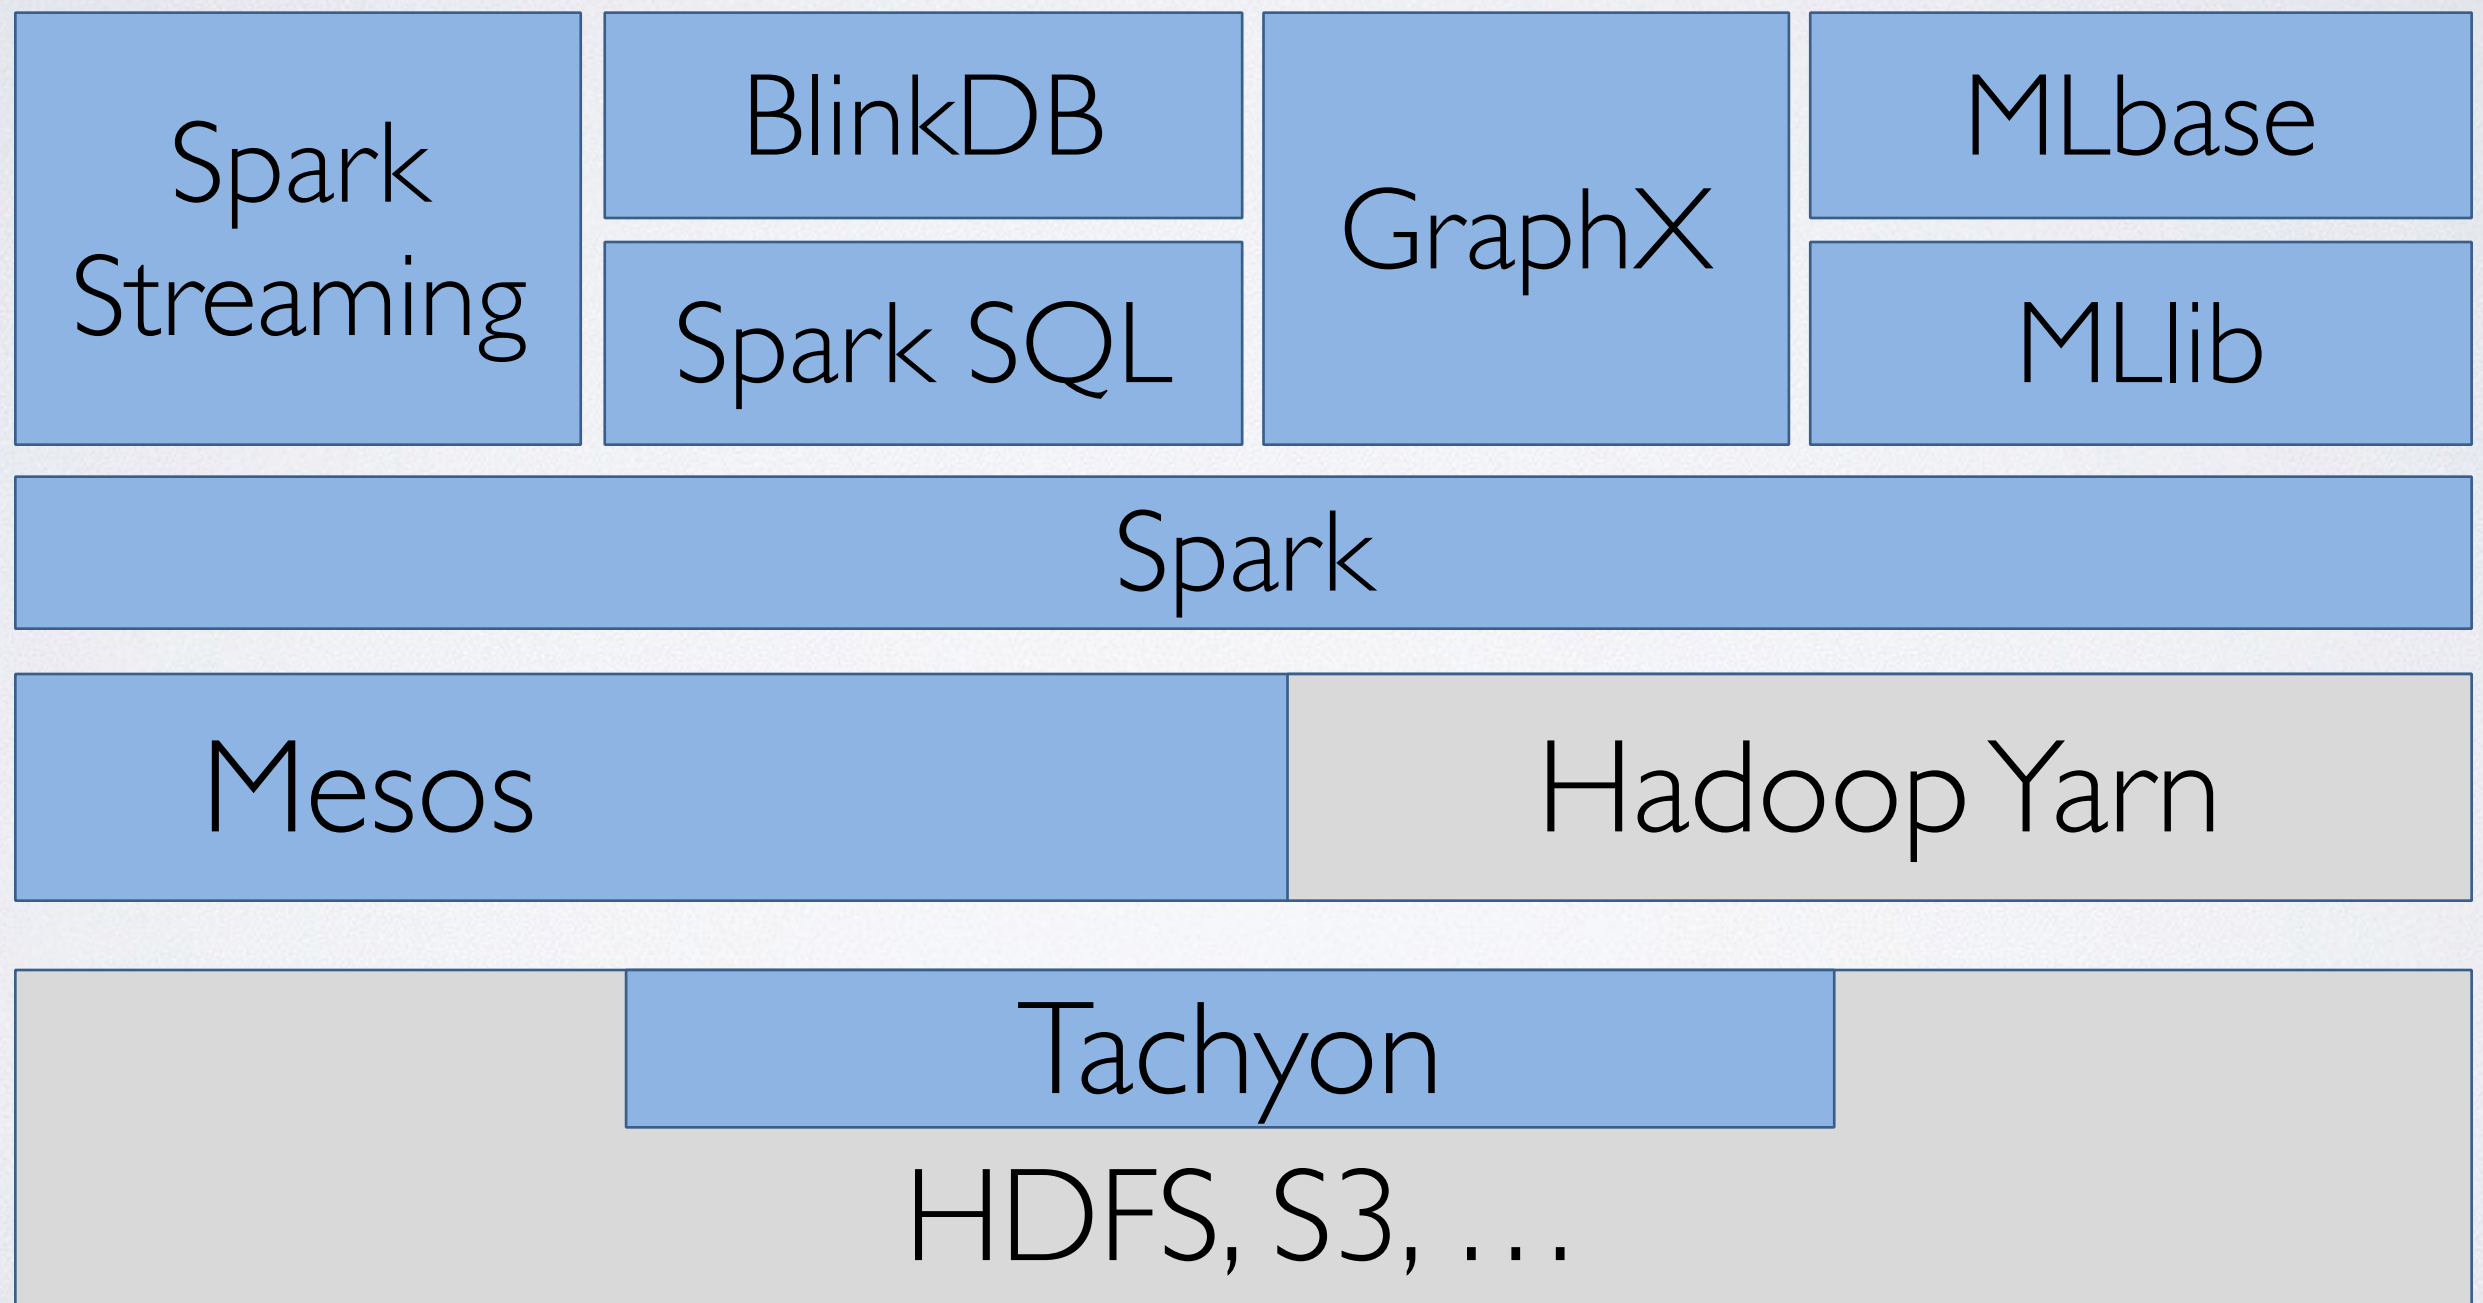 Spark
Streaming
BlinkDB
Spark SQL
GraphX
MLbase
MLlib
Spark
Mesos
Hadoop Yarn
Tachyon
HDFS, S3, …